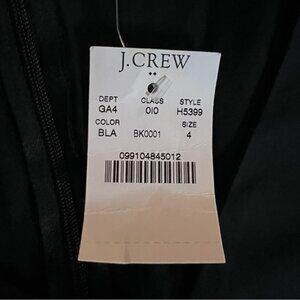 J.CREW
DEPT CLASS STYLE
GA4 010 H5399
COLOR SIZE
BLA BK0001 4
099104845012